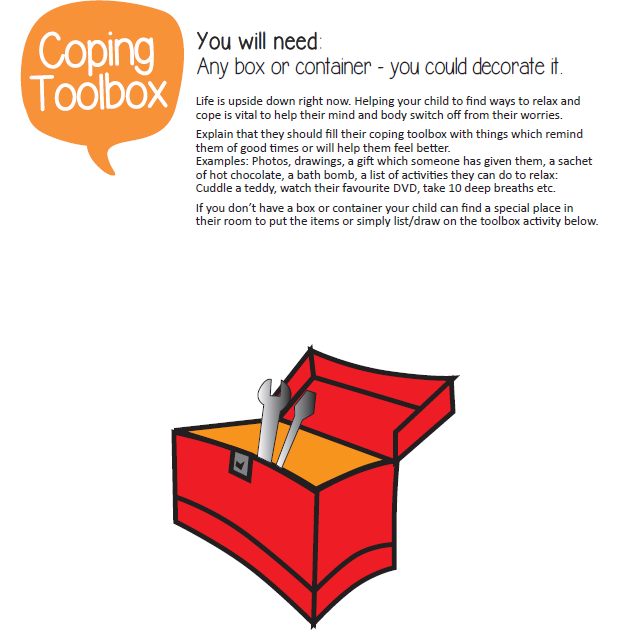 Coping
Toolbox
You will need:
Any box or container - you could decorate it.
Life is upside down right now. Helping your child to find ways to relax and
cope is vital to help their mind and body switch off from their worries.
Explain that they should fill their coping toolbox with things which remind
them of good times or will help them feel better.
Examples: Photos, drawings, a gift which someone has given them, a sachet
of hot chocolate, a bath bomb, a list of activities they can do to relax:
Cuddle a teddy, watch their favourite DVD, take 10 deep breaths etc.
If you don't have a box or container your child can find a special place in
their room to put the items or simply list/draw on the toolbox activity below.